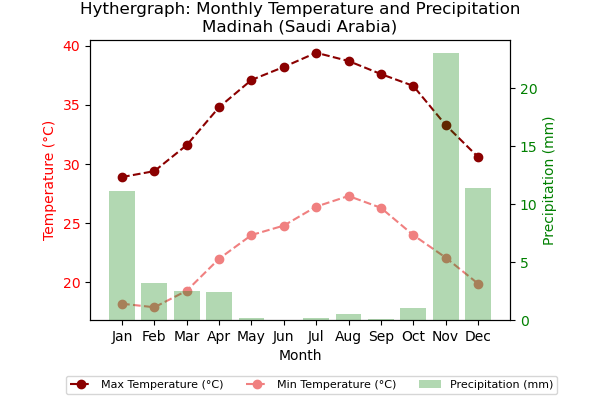 Hythergraph: Monthly Temperature and Precipitation
Madinah (Saudi Arabia)
Temperature (°C)
40
35
30
25
20
Precipitation (mm)
20
15
10
5
0
Jan Feb Mar Apr May Jun Jul Aug Sep Oct Nov Dec
Month
Max Temperature (°C) Min Temperature (°C) Precipitation (mm)